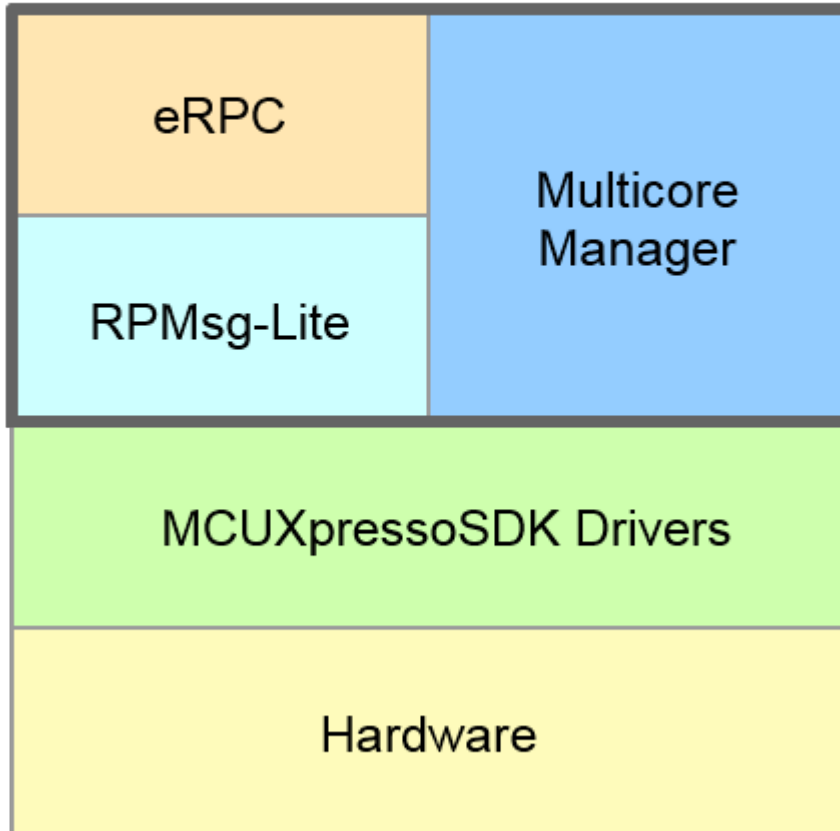 eRPC
RPMsg-Lite
Multicore
Manager
MCUXpressoSDK Drivers
Hardware